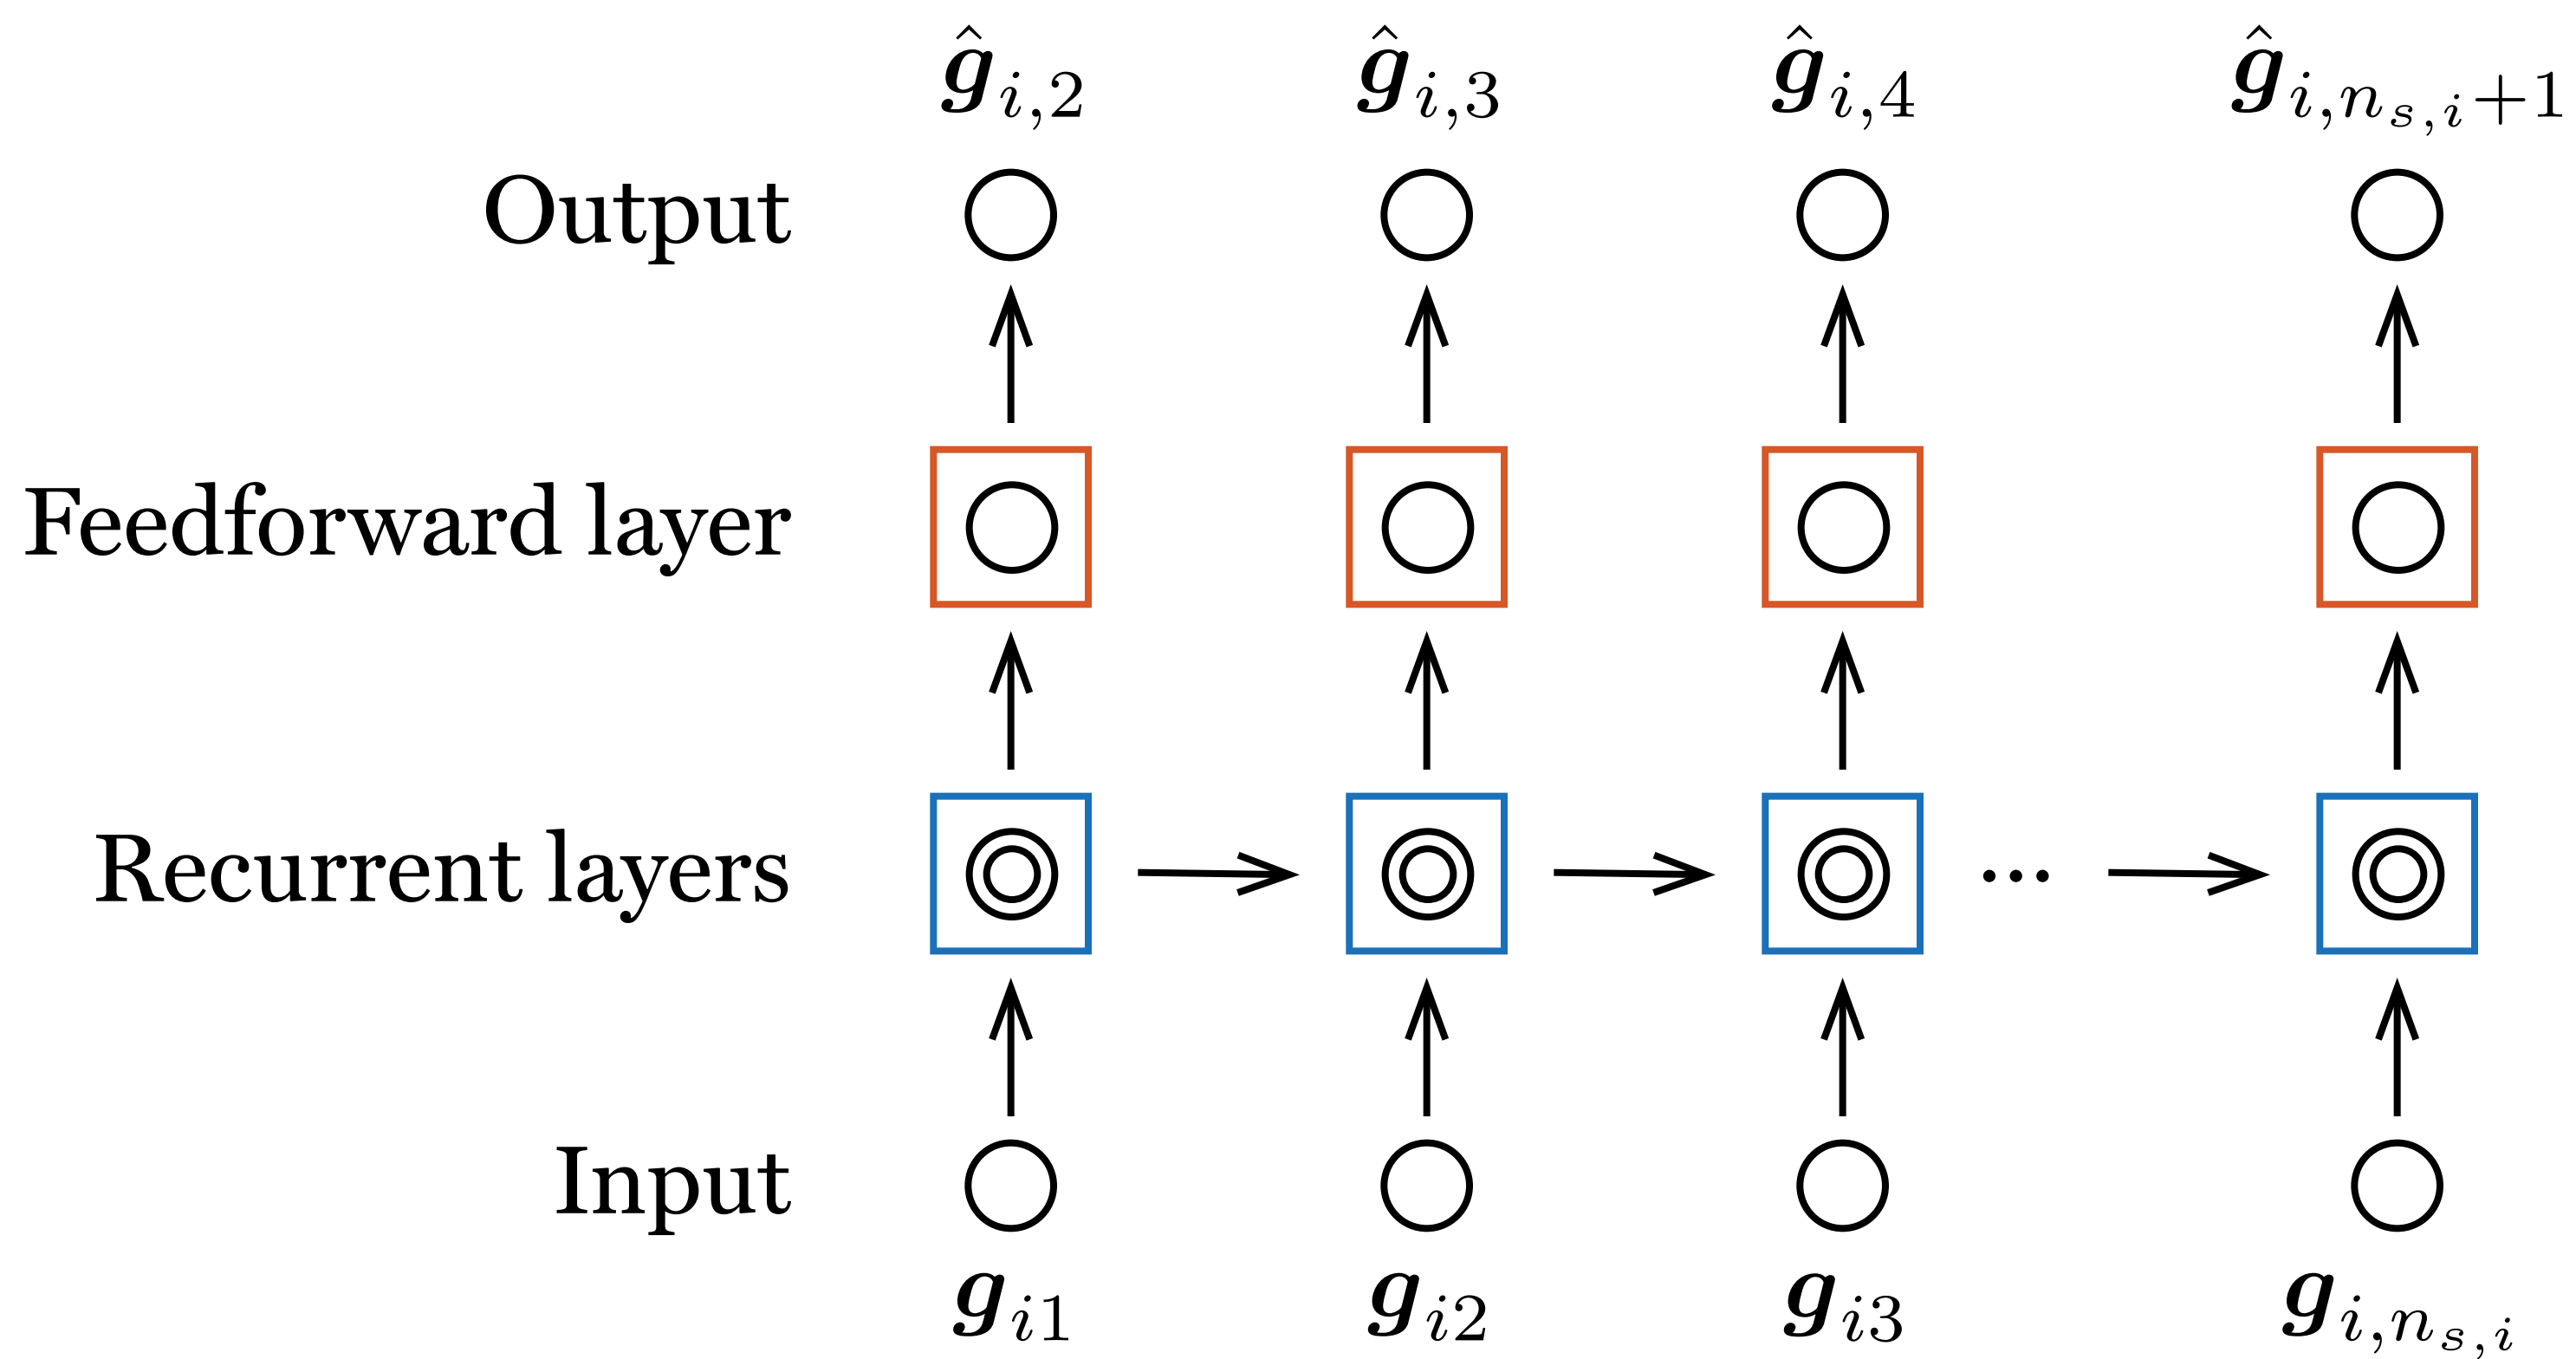 ĝ_{i,2} ĝ_{i,3} ĝ_{i,4} ĝ_{i,n_{s,i}+1}
Output
Feedforward layer
Recurrent layers
...
Input
g_{i1} g_{i2} g_{i3} g_{i,n_{s,i}}